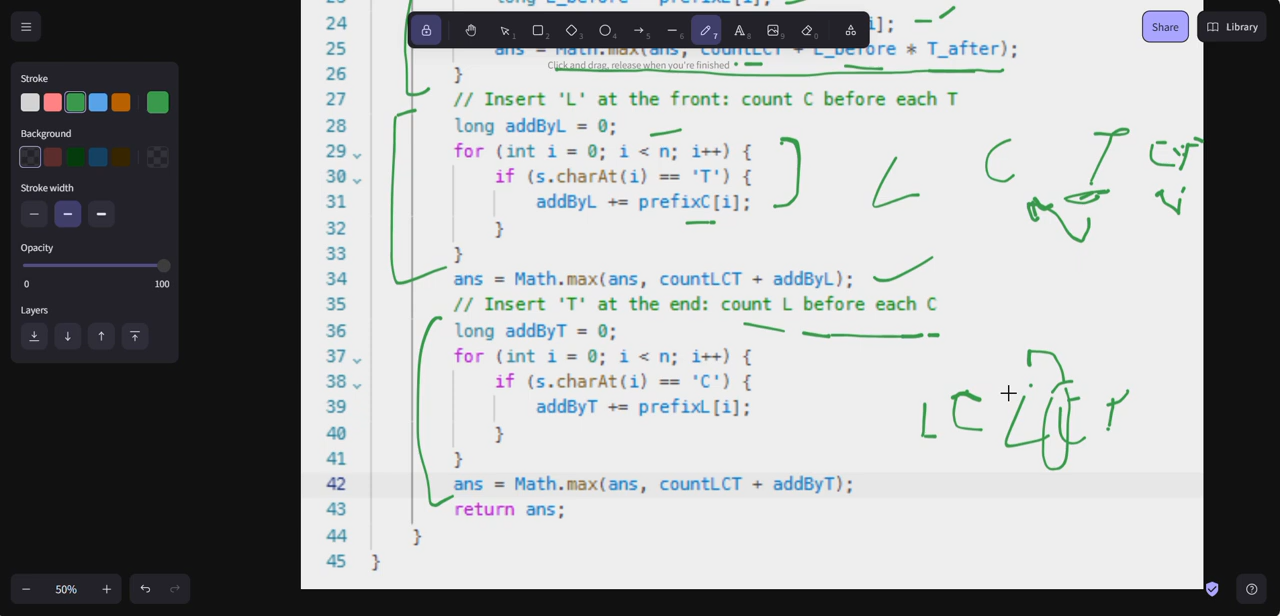 Share
Library
Click and drag, release when you're finished
Stroke
Background
Stroke width
Opacity
0 100
Layers
50%
24 [i];
25 ans = Math.max(ans, countLCT + L_before * T_after);
26 }
27 // Insert 'L' at the front: count C before each T
28 long addByL = 0;
29 for (int i = 0; i < n; i++) {
30 if (s.charAt(i) == 'T') {
31 addByL += prefixC[i];
32 }
33 }
34 ans = Math.max(ans, countLCT + addByL);
35 // Insert 'T' at the end: count L before each C
36 long addByT = 0;
37 for (int i = 0; i < n; i++) {
38 if (s.charAt(i) == 'C') {
39 addByT += prefixL[i];
40 }
41 }
42 ans = Math.max(ans, countLCT + addByT);
43 return ans;
44 }
45 }
L C T CT
L C L C T